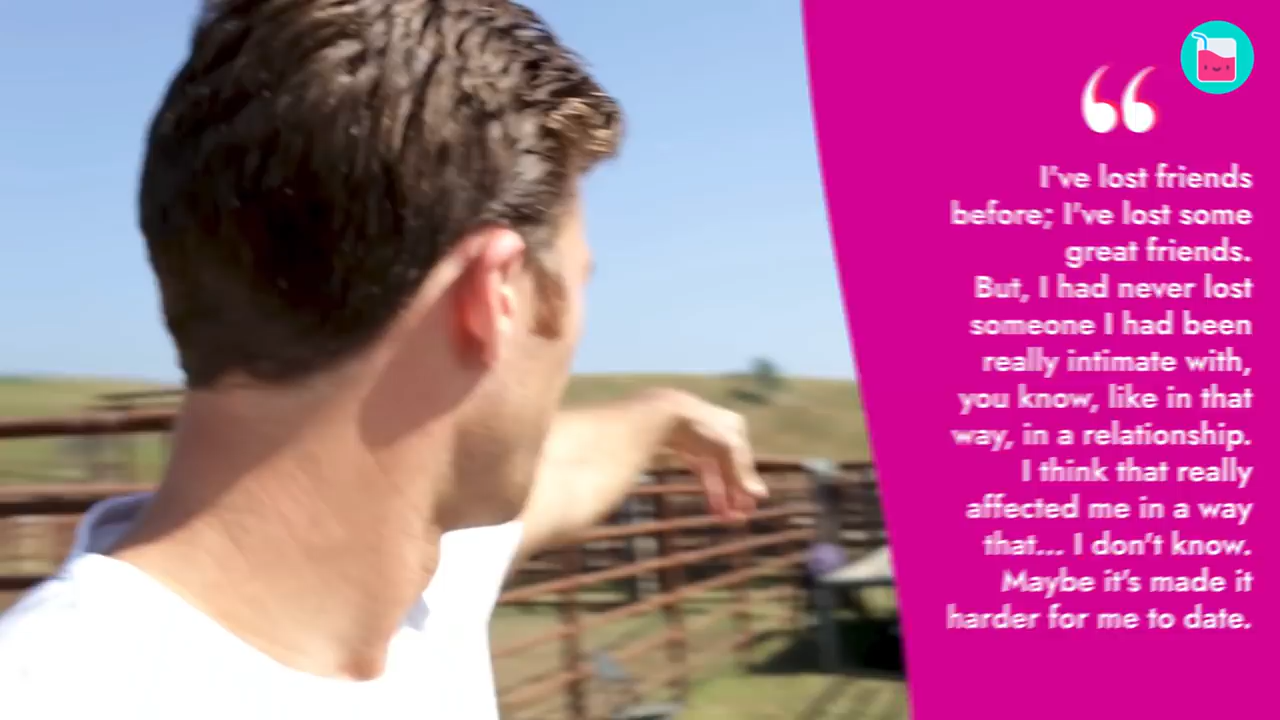 “
I've lost friends
before; I've lost some
great friends.
But, I had never lost
someone I had been
really intimate with,
you know, like in that
way, in a relationship.
I think that really
affected me in a way
that... I don't know.
Maybe it's made it
harder for me to date.